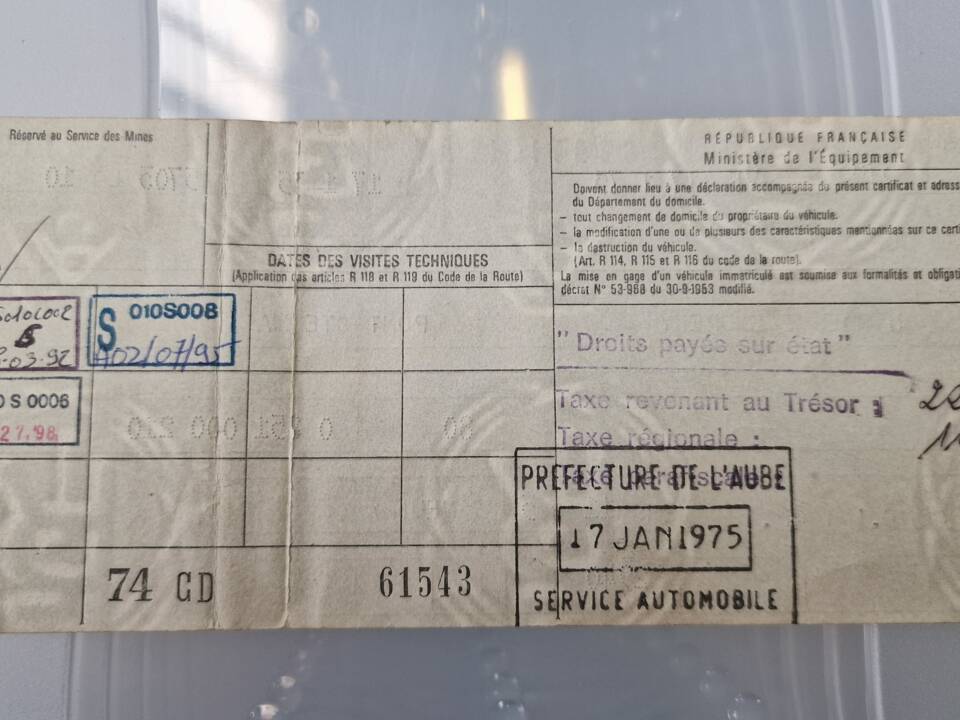 Réservé au Service des Mines
DATES DES VISITES TECHNIQUES
(Application des articles R 118 et R 119 du Code de la Route)
S 010S008
A02/07/95
S 0006
27.98
74 CD
61543
RÉPUBLIQUE FRANÇAISE
Ministère de l'Équipement
Doivent donner lieu à une déclaration accompagnée du présent certificat et
du Département du domicile.
— tout changement de domicile du propriétaire du véhicule.
— la modification d'une ou de plusieurs des caractéristiques mentionnées sur ce
— la destruction du véhicule.
(Art. R 114, R 115 et R 116 du code de la route).
La mise en gage d'un véhicule immatriculé est soumise aux formalités et
décret N° 53-968 du 30-9-1953 modifié.
"Droits payés sur état"
Taxe revenant au Trésor :
Taxe régionale :
PREFECTURE DE L'AUBE
17 JAN 1975
SERVICE AUTOMOBILE